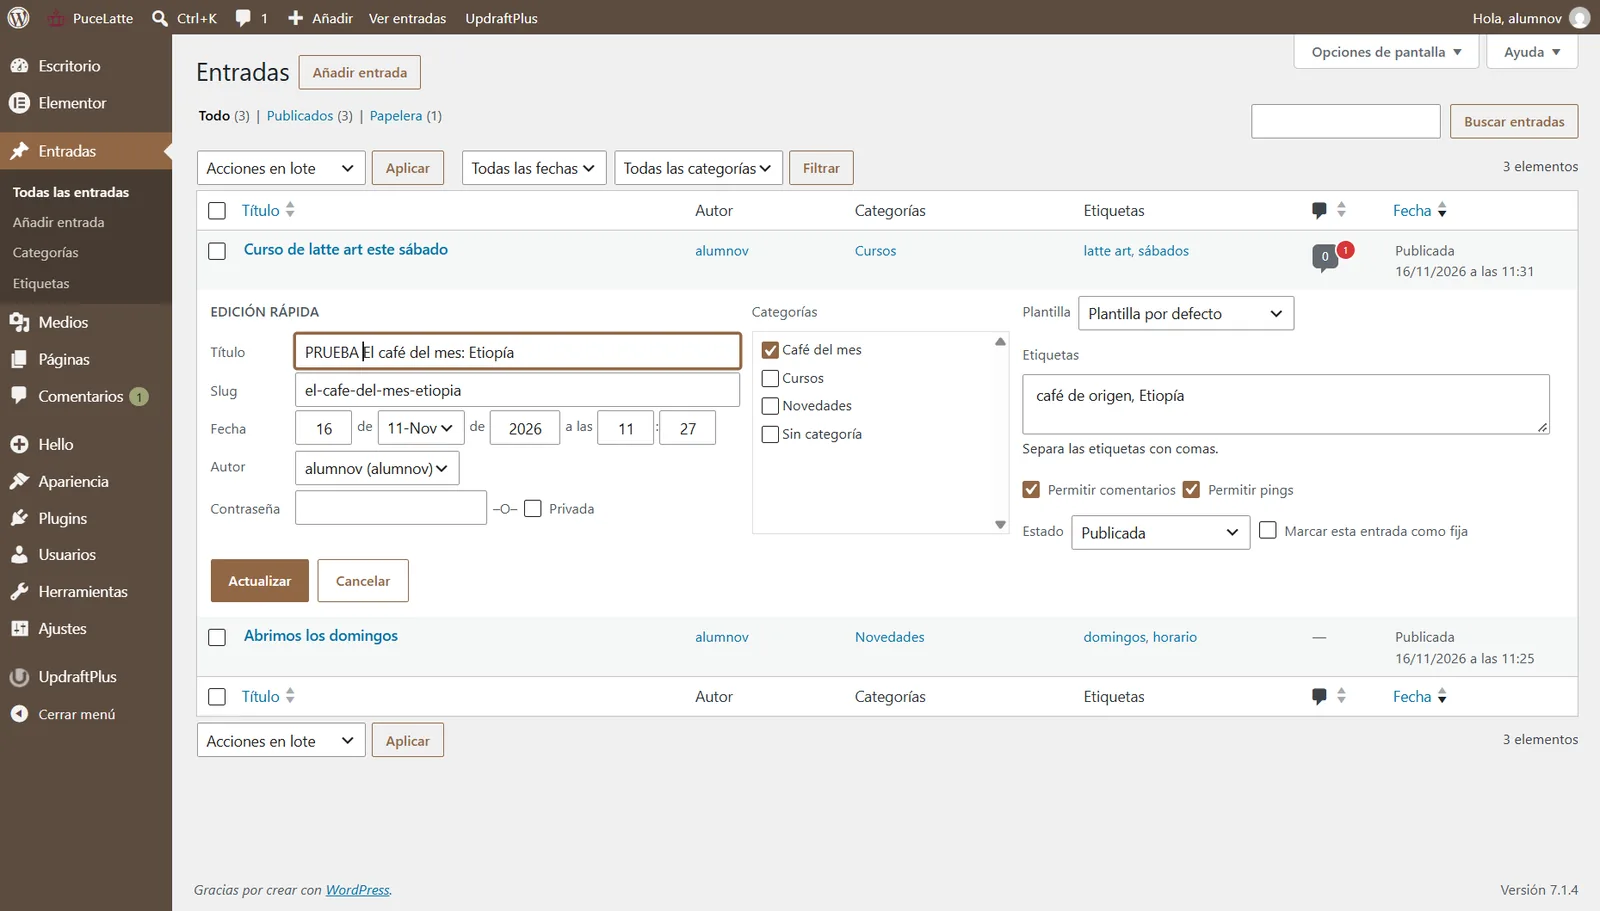 PuceLatte Ctrl+K 1 Añadir Ver entradas UpdraftPlus Hola, alumnov
Opciones de pantalla Ayuda
Escritorio
Elementor
Entradas
Todas las entradas
Añadir entrada
Categorías
Etiquetas
Medios
Páginas
Comentarios 1
Hello
Apariencia
Plugins
Usuarios
Herramientas
Ajustes
UpdraftPlus
Cerrar menú
Entradas Añadir entrada
Todo (3) | Publicados (3) | Papelera (1)
Buscar entradas
Acciones en lote Aplicar Todas las fechas Todas las categorías Filtrar 3 elementos
Título Autor Categorías Etiquetas Fecha
Curso de latte art este sábado alumnov Cursos latte art, sábados 0 1 Publicada
16/11/2026 a las 11:31
EDICIÓN RÁPIDA
Título PRUEBA El café del mes: Etiopía
Slug el-cafe-del-mes-etiopia
Fecha 16 de 11-Nov de 2026 a las 11 : 27
Autor alumnov (alumnov)
Contraseña –O– Privada
Categorías
Café del mes
Cursos
Novedades
Sin categoría
Plantilla Plantilla por defecto
Etiquetas
café de origen, Etiopía
Separa las etiquetas con comas.
Permitir comentarios Permitir pings
Estado Publicada Marcar esta entrada como fija
Actualizar Cancelar
Abrimos los domingos alumnov Novedades domingos, horario — Publicada
16/11/2026 a las 11:25
Título Autor Categorías Etiquetas Fecha
Acciones en lote Aplicar 3 elementos
Gracias por crear con WordPress. Versión 7.1.4